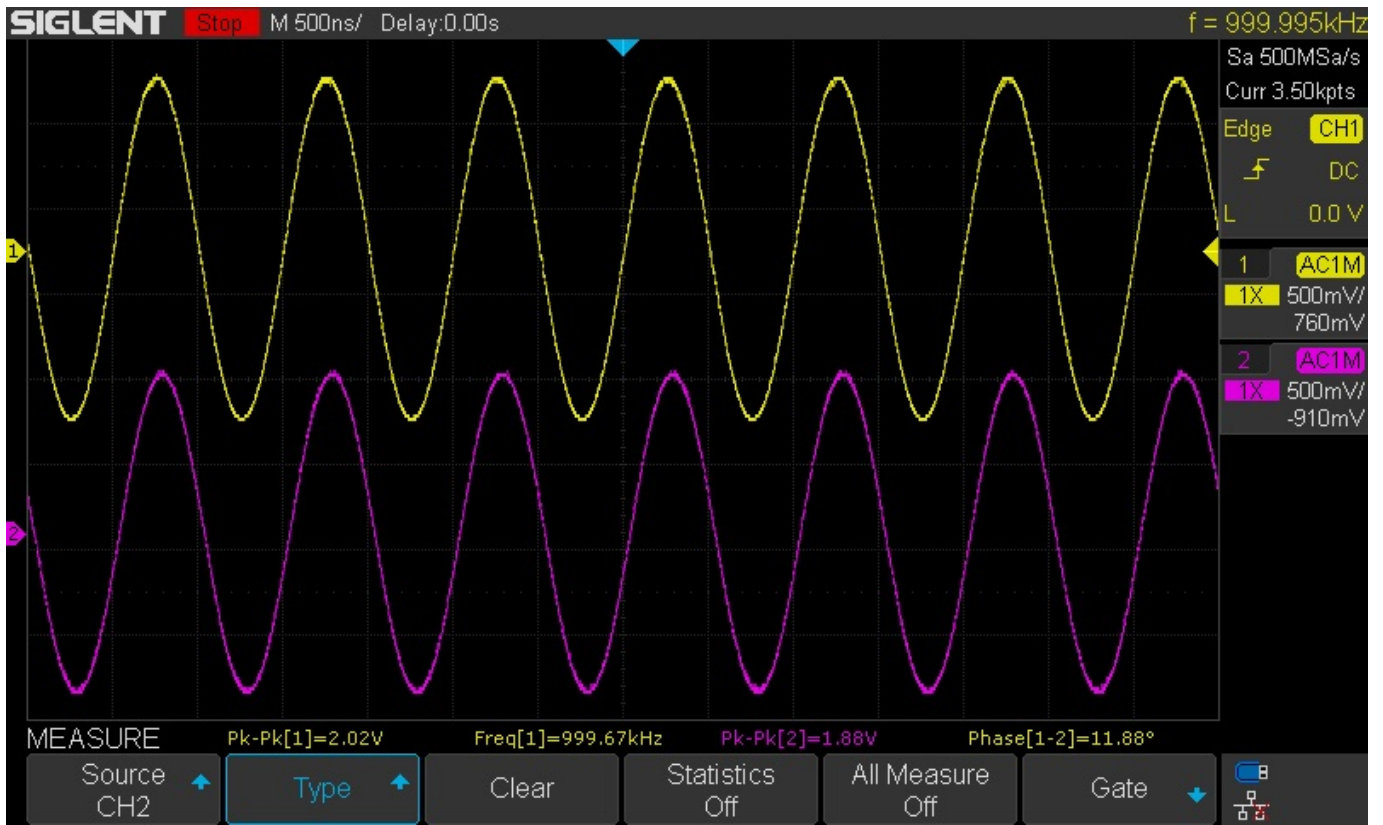 SIGLENT Stop M 500ns/ Delay:0.00s f = 999.995kHz
Sa 500MSa/s
Curr 3.50kpts
Edge CH1
DC
L 0.0 V
1
1 AC1M
1X 500mV/
760mV
2 AC1M
1X 500mV/
-910mV
2
MEASURE Pk-Pk[1]=2.02V Freq[1]=999.67kHz Pk-Pk[2]=1.88V Phase[1-2]=11.88°
Source
CH2
Type
Clear
Statistics
Off
All Measure
Off
Gate